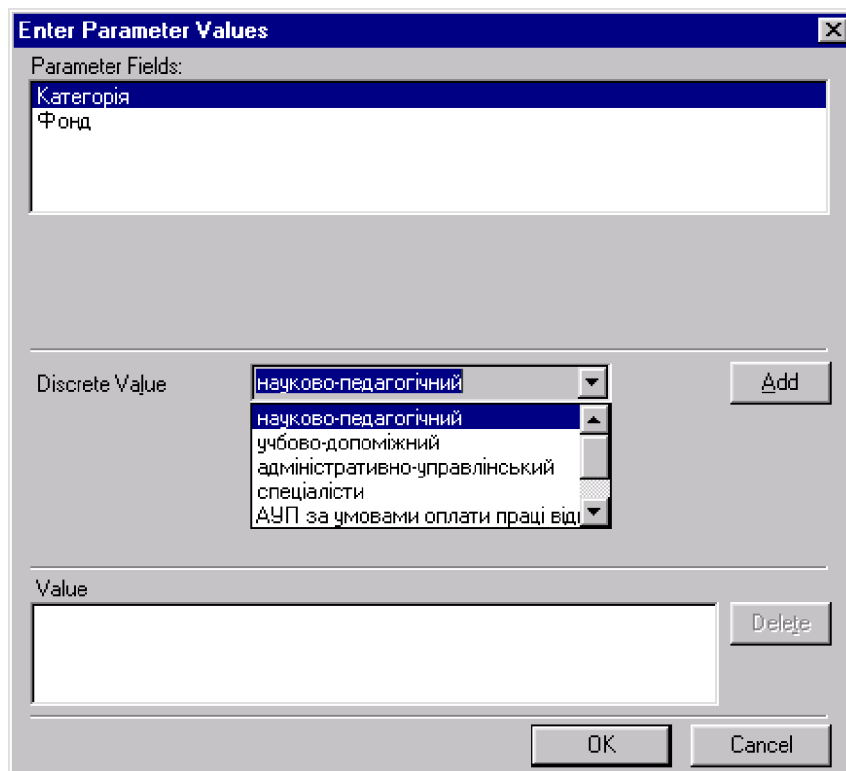 Enter Parameter Values
Parameter Fields:
Категорія
Фонд
Discrete Value
науково-педагогічний
Add
науково-педагогічний
учбово-допоміжний
адміністративно-управлінський
спеціалісти
АУП за умовами оплати праці
Value
Delete
OK
Cancel